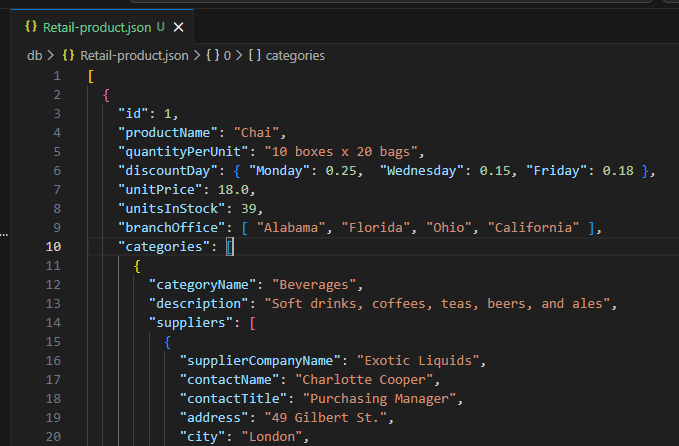 {} Retail-product.json U ×
db > {} Retail-product.json > {} 0 > [ ] categories
1 [
2 {
3 "id": 1,
4 "productName": "Chai",
5 "quantityPerUnit": "10 boxes x 20 bags",
6 "discountDay": { "Monday": 0.25,  "Wednesday": 0.15, "Friday": 0.18 },
7 "unitPrice": 18.0,
8 "unitsInStock": 39,
9 "branchOffice": [ "Alabama", "Florida", "Ohio", "California" ],
10 "categories": [
11 {
12 "categoryName": "Beverages",
13 "description": "Soft drinks, coffees, teas, beers, and ales",
14 "suppliers": [
15 {
16 "supplierCompanyName": "Exotic Liquids",
17 "contactName": "Charlotte Cooper",
18 "contactTitle": "Purchasing Manager",
19 "address": "49 Gilbert St.",
20 "city": "London",